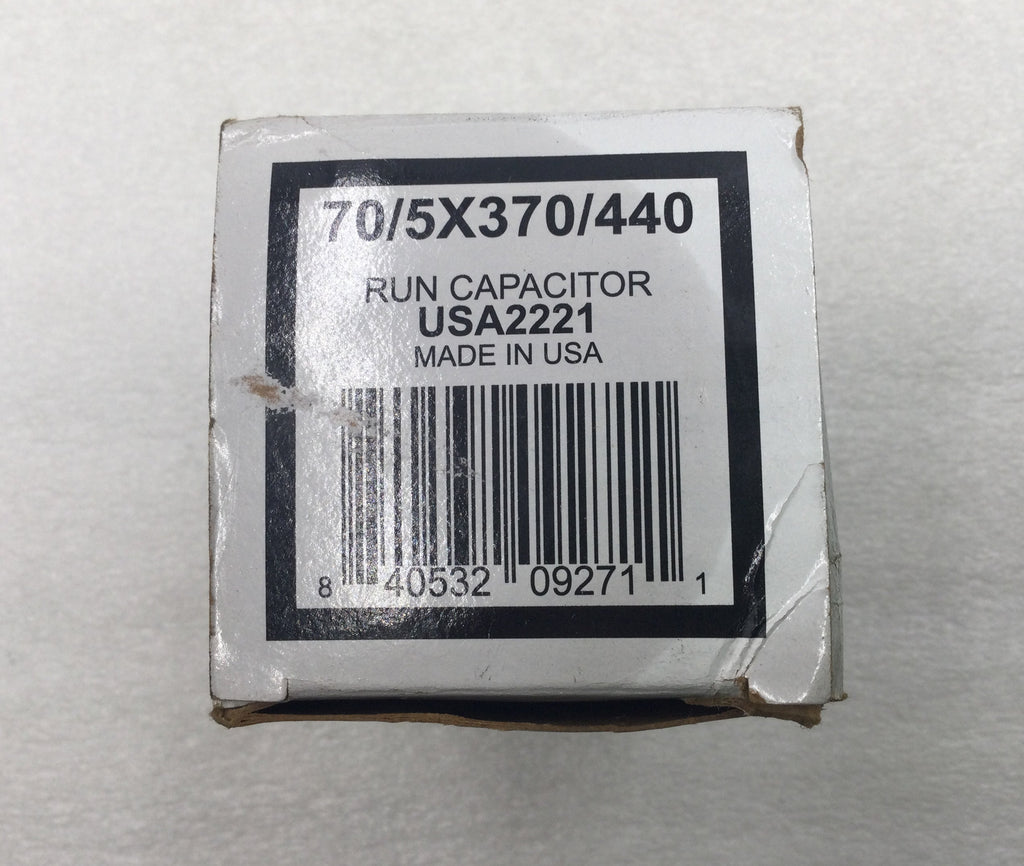 70/5X370/440
RUN CAPACITOR
USA2221
MADE IN USA
8 40532 09271 1